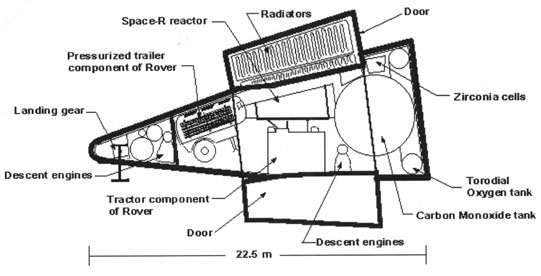 Space-R reactor
Radiators
Door
Pressurized trailer
component of Rover
Landing gear
Zirconia cells
Descent engines
Torodial
Oxygen tank
Tractor component
of Rover
Carbon Monoxide tank
Door
Descent engines
22.5 m